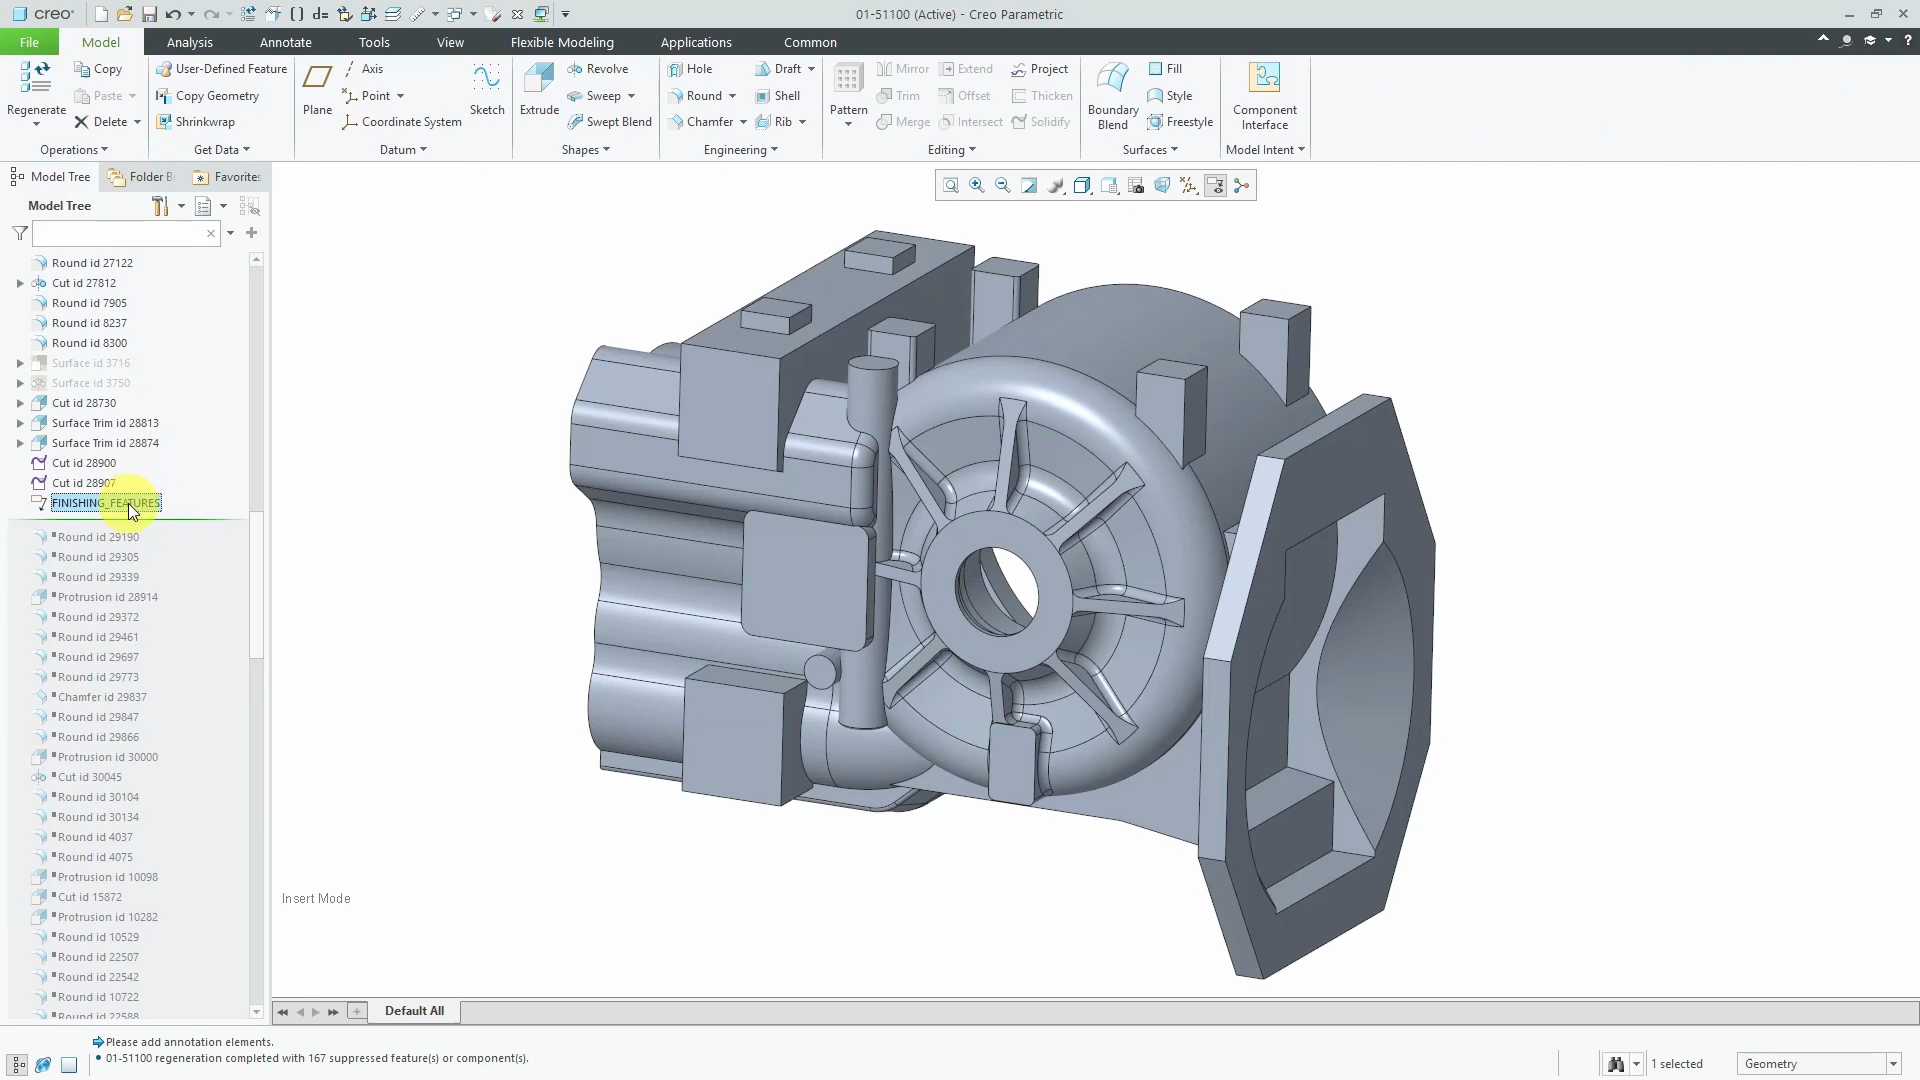 creo
d=
01-51100 (Active) - Creo Parametric
File Model Analysis Annotate Tools View Flexible Modeling Applications Common
Regenerate
Copy
Paste
Delete
Operations
User-Defined Feature
Copy Geometry
Shrinkwrap
Get Data
Plane
Axis
Point
Coordinate System
Sketch
Datum
Extrude
Revolve
Sweep
Swept Blend
Shapes
Hole
Round
Chamfer
Draft
Shell
Rib
Engineering
Pattern
Mirror
Trim
Merge
Extend
Offset
Intersect
Project
Thicken
Solidify
Editing
Boundary
Blend
Fill
Style
Freestyle
Surfaces
Component
Interface
Model Intent
Model Tree Folder B Favorites
Model Tree
Round id 27122
Cut id 27812
Round id 7905
Round id 8237
Round id 8300
Surface id 3716
Surface id 3750
Cut id 28730
Surface Trim id 28813
Surface Trim id 28874
Cut id 28900
Cut id 28907
FINISHING_FEATURES
Round id 29190
Round id 29305
Round id 29339
Protrusion id 28914
Round id 29372
Round id 29461
Round id 29697
Round id 29773
Chamfer id 29837
Round id 29847
Round id 29866
Protrusion id 30000
Cut id 30045
Round id 30104
Round id 30134
Round id 4037
Round id 4075
Protrusion id 10098
Cut id 15872
Protrusion id 10282
Round id 10529
Round id 22507
Round id 22542
Round id 10722
Round id 22588
Insert Mode
Default All
Please add annotation elements.
01-51100 regeneration completed with 167 suppressed feature(s) or component(s).
1 selected
Geometry